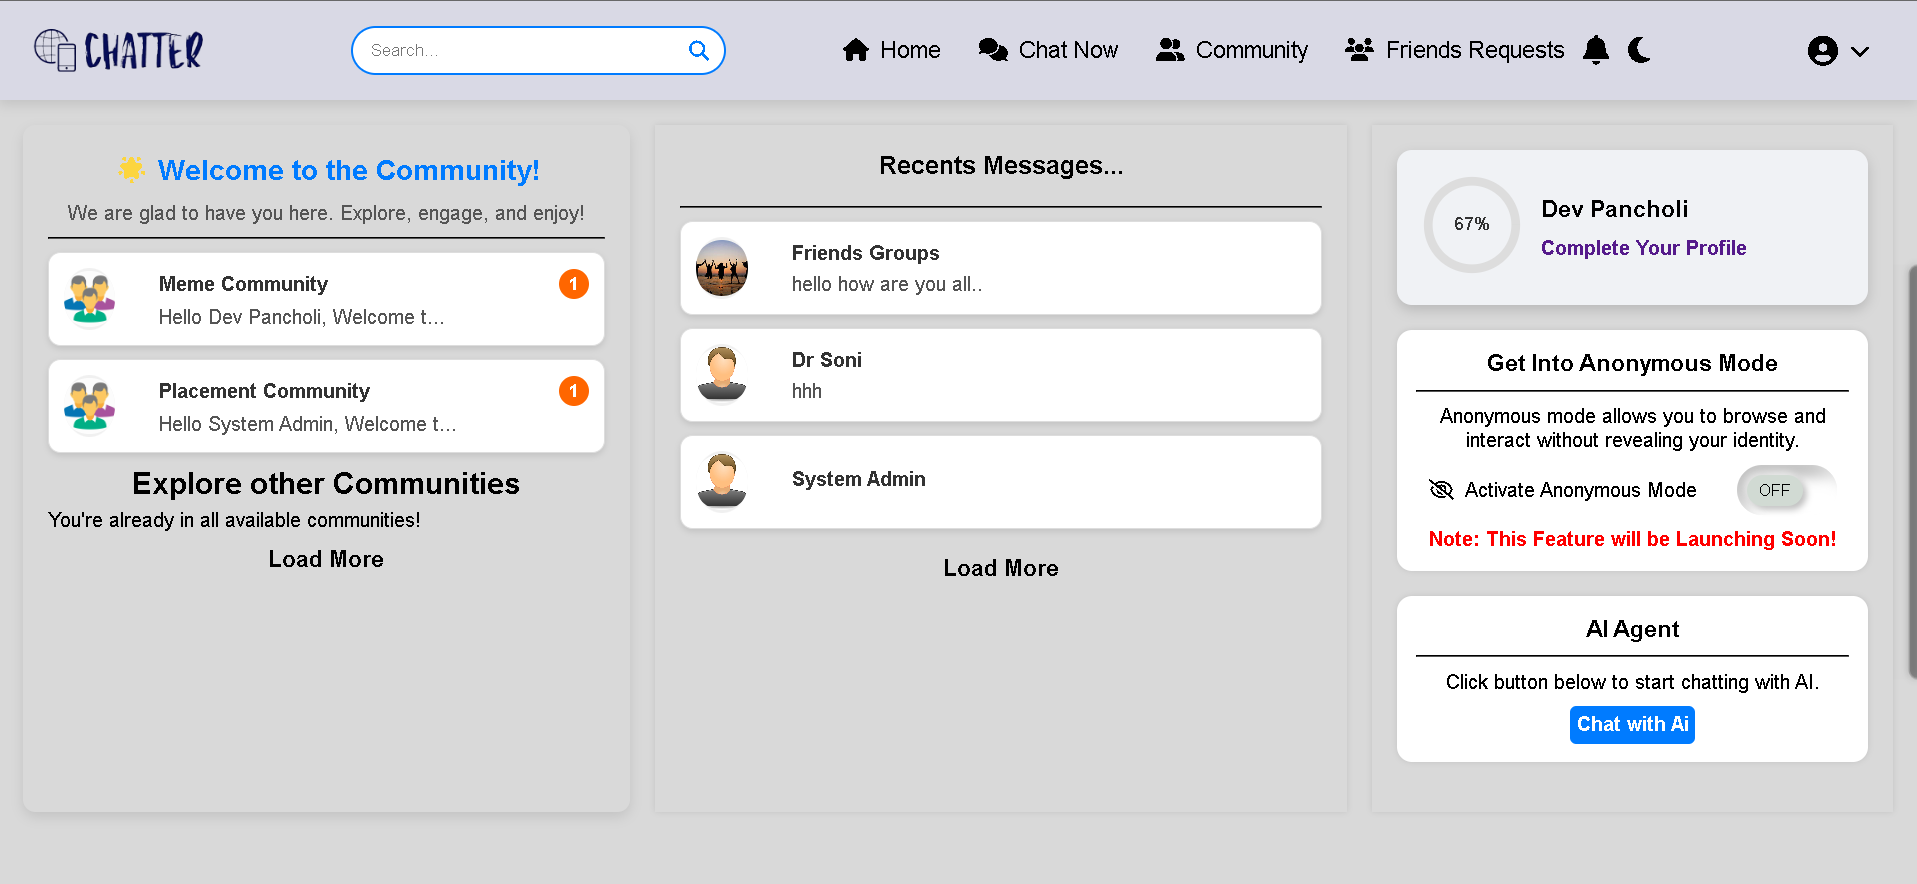 CHATTER
Search...
Home
Chat Now
Community
Friends Requests
Welcome to the Community!
We are glad to have you here. Explore, engage, and enjoy!
Meme Community
1
Hello Dev Pancholi, Welcome t...
Placement Community
1
Hello System Admin, Welcome t...
Explore other Communities
You're already in all available communities!
Load More
Recents Messages...
Friends Groups
hello how are you all..
Dr Soni
hhh
System Admin
Load More
67%
Dev Pancholi
Complete Your Profile
Get Into Anonymous Mode
Anonymous mode allows you to browse and
interact without revealing your identity.
Activate Anonymous Mode
OFF
Note: This Feature will be Launching Soon!
AI Agent
Click button below to start chatting with AI.
Chat with Ai